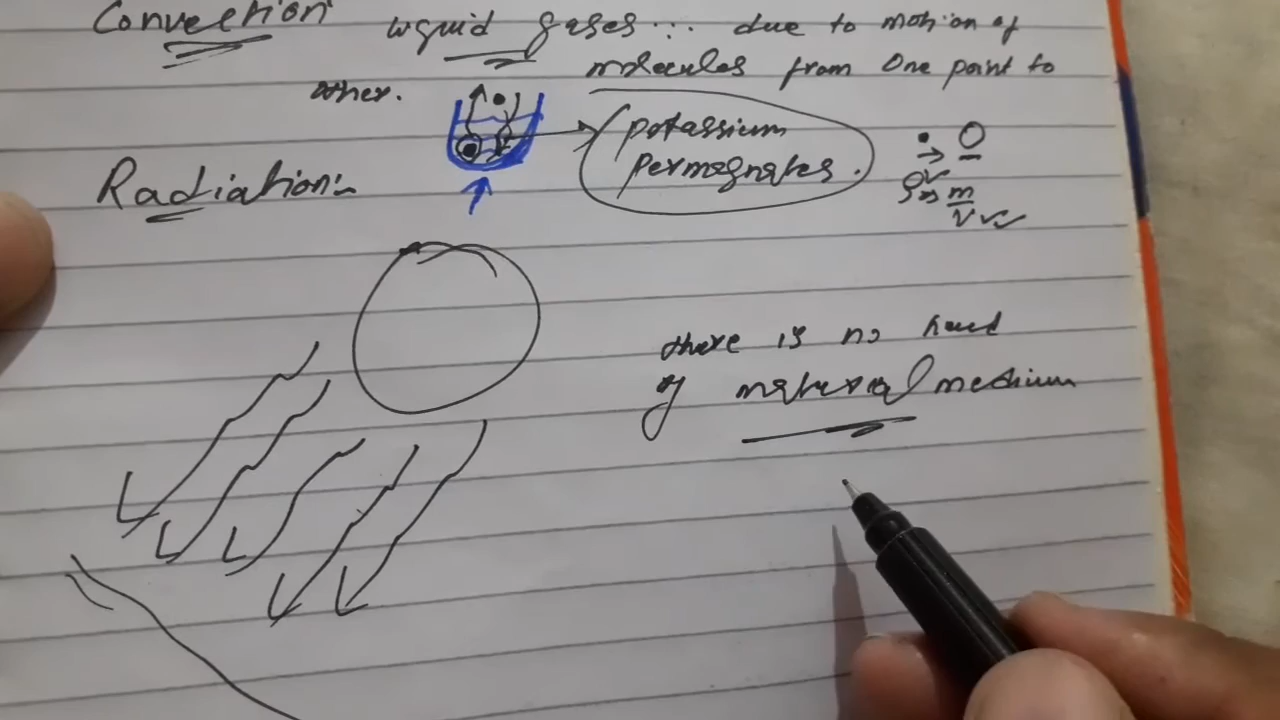 Convection liquid gases... due to motion of
molecules from one point to
other.
potassium
permagnates.
ρ = m
v
Radiation:-
there is no
of material medium